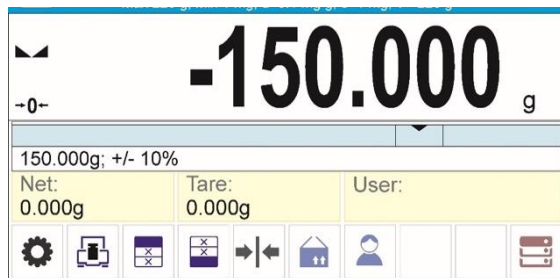 →0←
-150.000 g
150.000g; +/- 10%
Net: Tare: User:
0.000g 0.000g